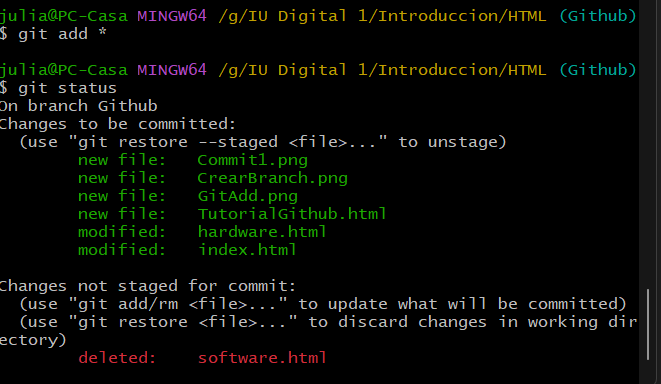 julia@PC-Casa MINGW64 /g/IU Digital 1/Introduccion/HTML (Github)
$ git add *
julia@PC-Casa MINGW64 /g/IU Digital 1/Introduccion/HTML (Github)
$ git status
On branch Github
Changes to be committed:
  (use "git restore --staged <file>..." to unstage)
        new file:   Commit1.png
        new file:   CrearBranch.png
        new file:   GitAdd.png
        new file:   TutorialGithub.html
        modified:   hardware.html
        modified:   index.html
Changes not staged for commit:
  (use "git add/rm <file>..." to update what will be committed)
  (use "git restore <file>..." to discard changes in working dir
ectory)
        deleted:    software.html